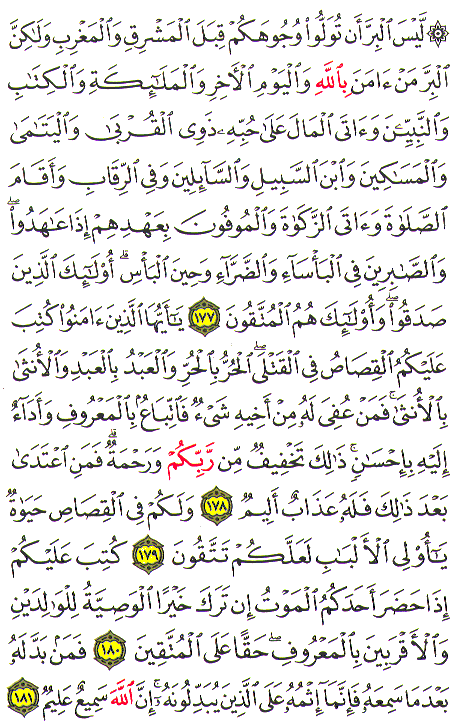 ۞ لَّيْسَ ٱلْبِرَّ أَن تُوَلُّوا۟ وُجُوهَكُمْ قِبَلَ ٱلْمَشْرِقِ وَٱلْمَغْرِبِ وَلَـٰكِنَّ
ٱلْبِرَّ مَنْ ءَامَنَ بِٱللَّهِ وَٱلْيَوْمِ ٱلْـَٔاخِرِ وَٱلْمَلَـٰٓئِكَةِ وَٱلْكِتَـٰبِ
وَٱلنَّبِيِّـۧنَ وَءَاتَى ٱلْمَالَ عَلَىٰ حُبِّهِۦ ذَوِى ٱلْقُرْبَىٰ وَٱلْيَتَـٰمَىٰ
وَٱلْمَسَـٰكِينَ وَٱبْنَ ٱلسَّبِيلِ وَٱلسَّآئِلِينَ وَفِى ٱلرِّقَابِ وَأَقَامَ
ٱلصَّلَوٰةَ وَءَاتَى ٱلزَّكَوٰةَ وَٱلْمُوفُونَ بِعَهْدِهِمْ إِذَا عَـٰهَدُوا۟ ۖ
وَٱلصَّـٰبِرِينَ فِى ٱلْبَأْسَآءِ وَٱلضَّرَّآءِ وَحِينَ ٱلْبَأْسِ ۗ أُو۟لَـٰٓئِكَ ٱلَّذِينَ
صَدَقُوا۟ ۖ وَأُو۟لَـٰٓئِكَ هُمُ ٱلْمُتَّقُونَ ١٧٧ يَـٰٓأَيُّهَا ٱلَّذِينَ ءَامَنُوا۟ كُتِبَ
عَلَيْكُمُ ٱلْقِصَاصُ فِى ٱلْقَتْلَى ۖ ٱلْحُرُّ بِٱلْحُرِّ وَٱلْعَبْدُ بِٱلْعَبْدِ وَٱلْأُنثَىٰ
بِٱلْأُنثَىٰ ۚ فَمَنْ عُفِىَ لَهُۥ مِنْ أَخِيهِ شَىْءٌ فَٱتِّبَاعٌۢ بِٱلْمَعْرُوفِ وَأَدَآءٌ
إِلَيْهِ بِإِحْسَـٰنٍ ۗ ذَٰلِكَ تَخْفِيفٌ مِّن رَّبِّكُمْ وَرَحْمَةٌ ۗ فَمَنِ ٱعْتَدَىٰ
بَعْدَ ذَٰلِكَ فَلَهُۥ عَذَابٌ أَلِيمٌ ١٧٨ وَلَكُمْ فِى ٱلْقِصَاصِ حَيَوٰةٌ
يَـٰٓأُو۟لِى ٱلْأَلْبَـٰبِ لَعَلَّكُمْ تَتَّقُونَ ١٧٩ كُتِبَ عَلَيْكُمْ
إِذَا حَضَرَ أَحَدَكُمُ ٱلْمَوْتُ إِن تَرَكَ خَيْرًا ٱلْوَصِيَّةُ لِلْوَٰلِدَيْنِ
وَٱلْأَقْرَبِينَ بِٱلْمَعْرُوفِ ۖ حَقًّا عَلَى ٱلْمُتَّقِينَ ١٨٠ فَمَنۢ بَدَّلَهُۥ
بَعْدَمَا سَمِعَهُۥ فَإِنَّمَآ إِثْمُهُۥ عَلَى ٱلَّذِينَ يُبَدِّلُونَهُۥٓ ۚ إِنَّ ٱللَّهَ سَمِيعٌ عَلِيمٌ ١٨١